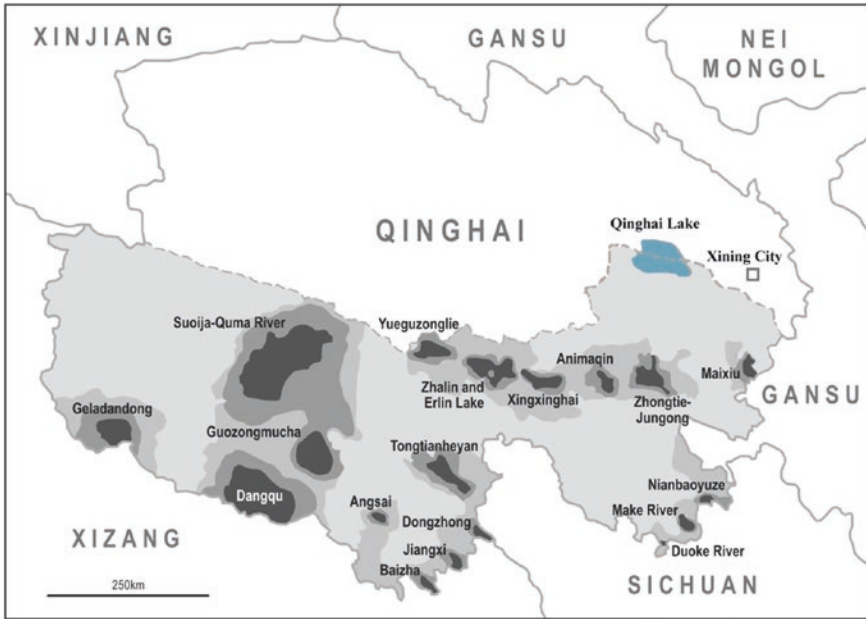 XINJIANG
GANSU
NEI
MONGOL
QINGHAI
Qinghai Lake
Xining City
Suoija-Quma River
Yueguzonglie
Animaqin
Maixiu
Zhalin and
Erlin Lake
Xingxinghai
Zhongtie-
Jungong
GANSU
Geladandong
Guozongmucha
Tongtianheyan
Dangqu
Angsai
Dongzhong
Nianbaoyuze
Make River
Jiangxi
Duoke River
Baizha
XIZANG
SICHUAN
250km